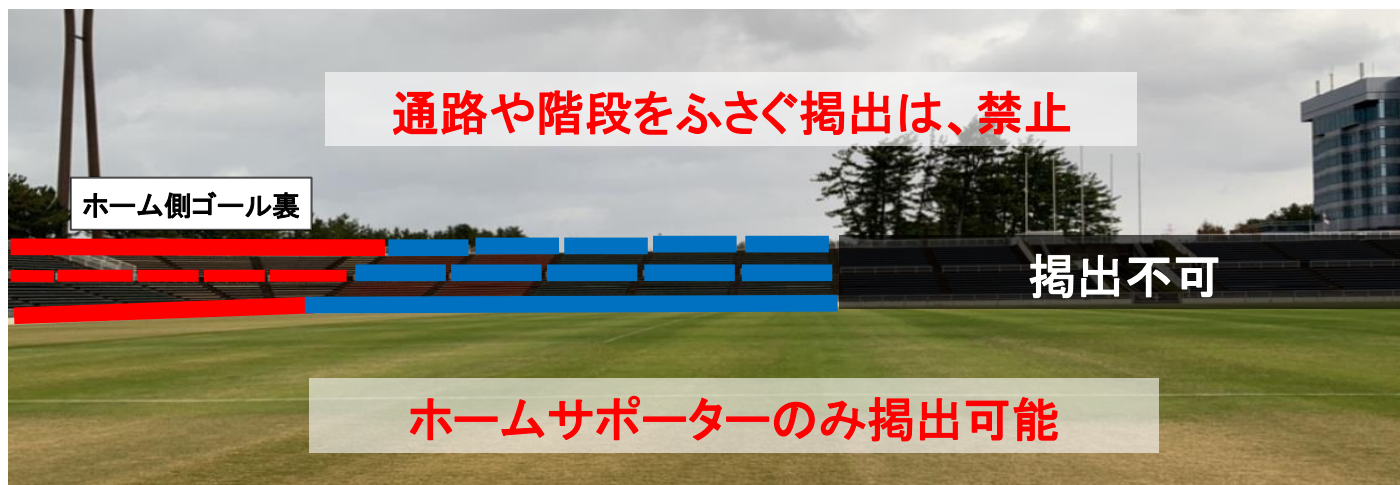 通路や階段をふさぐ掲出は、禁止
ホーム側ゴール裏
掲出不可
ホームサポーターのみ掲出可能